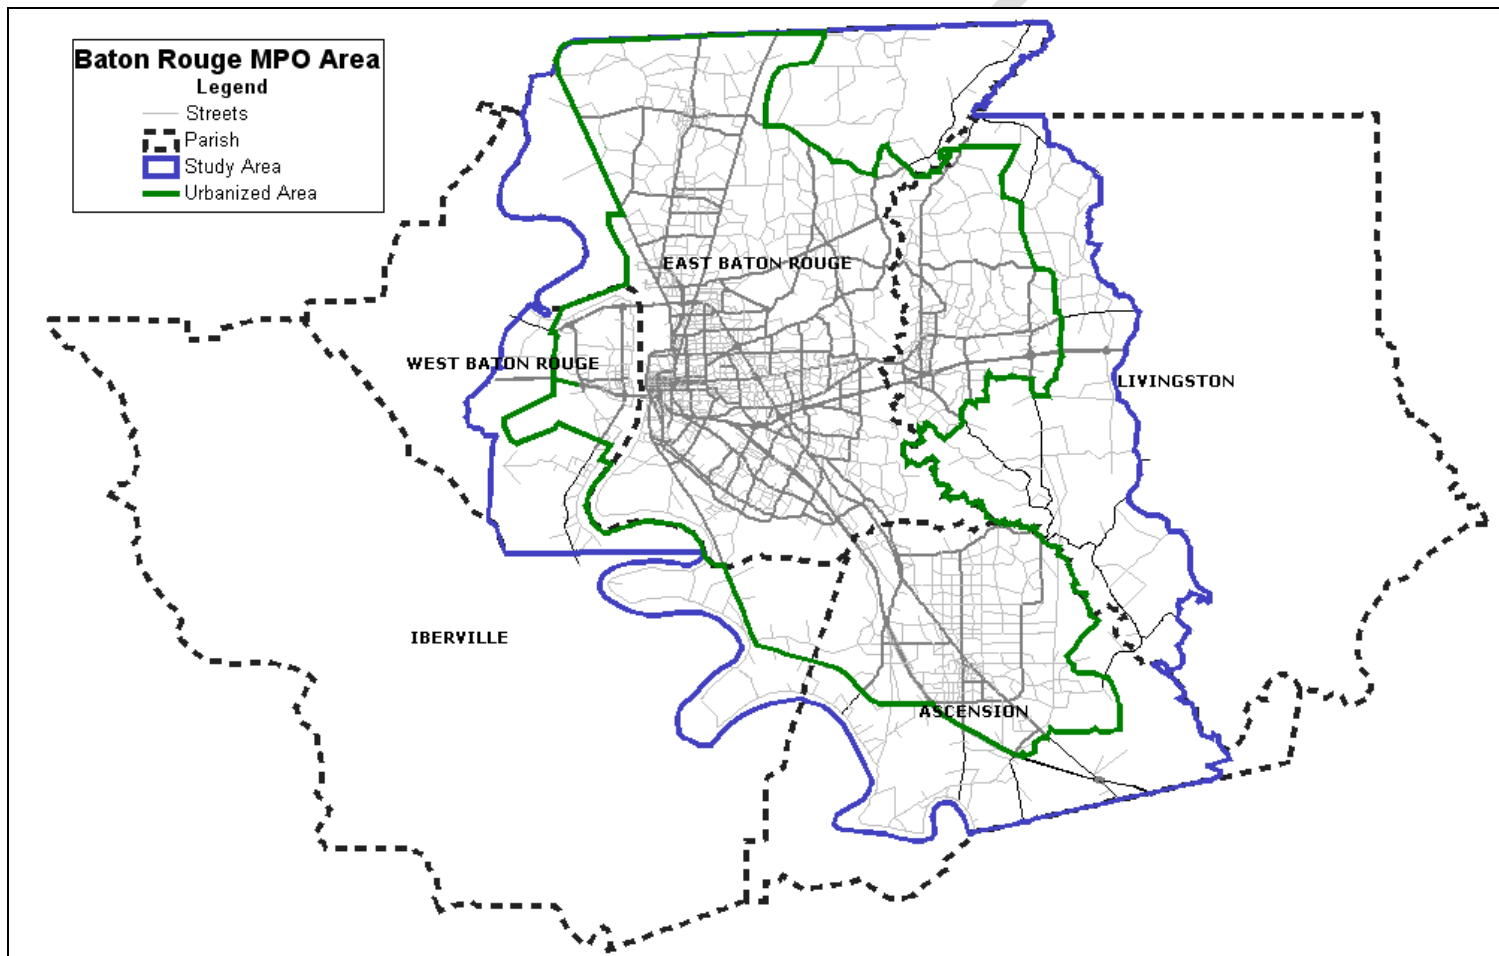 Baton Rouge MPO Area
Legend
Streets
Parish
Study Area
Urbanized Area
EAST BATON ROUGE
WEST BATON ROUGE
LIVINGSTON
IBERVILLE
ASCENSION